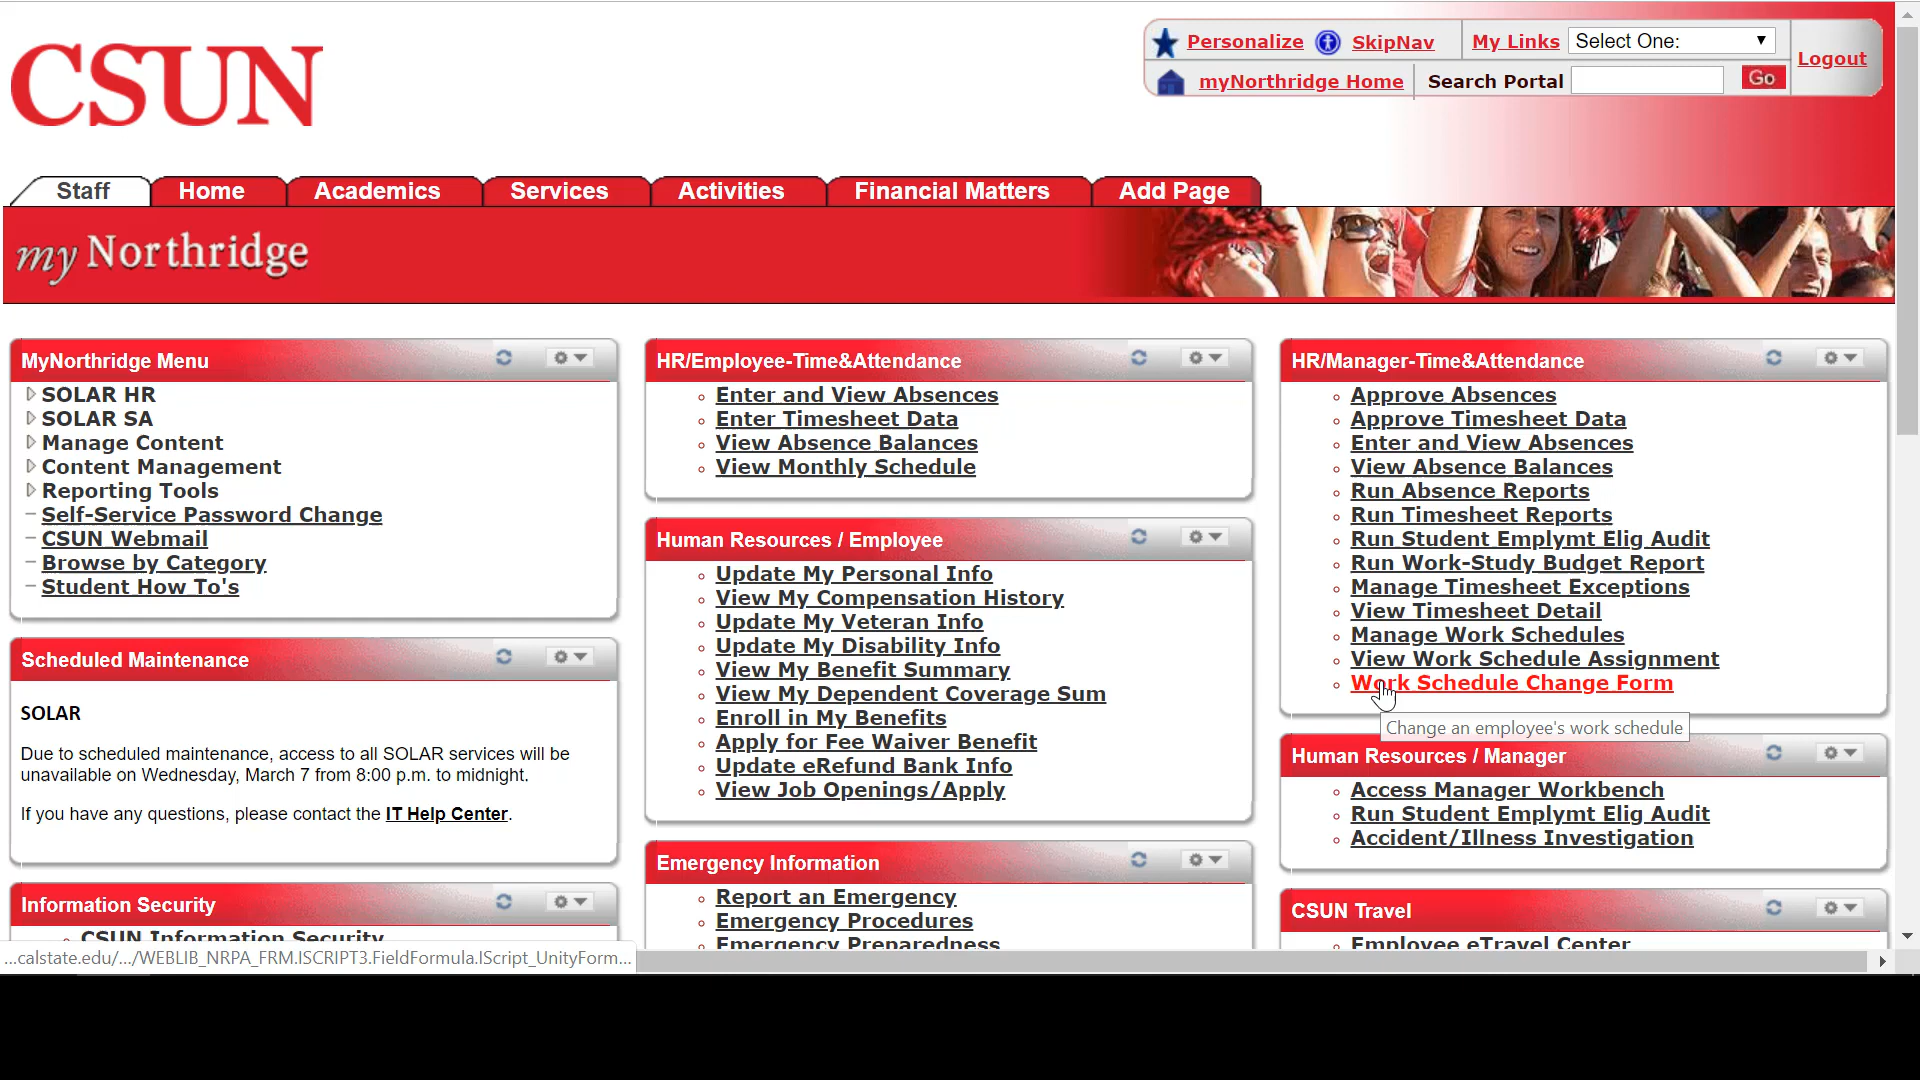 CSUN
Personalize
SkipNav
My Links
Select One:
Logout
myNorthridge Home
Search Portal
Go
Staff
Home
Academics
Services
Activities
Financial Matters
Add Page
my Northridge
MyNorthridge Menu
SOLAR HR
SOLAR SA
Manage Content
Content Management
Reporting Tools
Self-Service Password Change
CSUN Webmail
Browse by Category
Student How To's
Scheduled Maintenance
SOLAR
Due to scheduled maintenance, access to all SOLAR services will be
unavailable on Wednesday, March 7 from 8:00 p.m. to midnight.
If you have any questions, please contact the IT Help Center.
Information Security
CSUN Information Security
...calstate.edu/.../WEBLIB_NRPA_FRM.ISCRIPT3.FieldFormula.IScript_UnityForm...
HR/Employee-Time&Attendance
Enter and View Absences
Enter Timesheet Data
View Absence Balances
View Monthly Schedule
Human Resources / Employee
Update My Personal Info
View My Compensation History
Update My Veteran Info
Update My Disability Info
View My Benefit Summary
View My Dependent Coverage Sum
Enroll in My Benefits
Apply for Fee Waiver Benefit
Update eRefund Bank Info
View Job Openings/Apply
Emergency Information
Report an Emergency
Emergency Procedures
Emergency Preparedness
HR/Manager-Time&Attendance
Approve Absences
Approve Timesheet Data
Enter and View Absences
View Absence Balances
Run Absence Reports
Run Timesheet Reports
Run Student Emplymt Elig Audit
Run Work-Study Budget Report
Manage Timesheet Exceptions
View Timesheet Detail
Manage Work Schedules
View Work Schedule Assignment
Work Schedule Change Form
Change an employee's work schedule
Human Resources / Manager
Access Manager Workbench
Run Student Emplymt Elig Audit
Accident/Illness Investigation
CSUN Travel
Employee eTravel Center